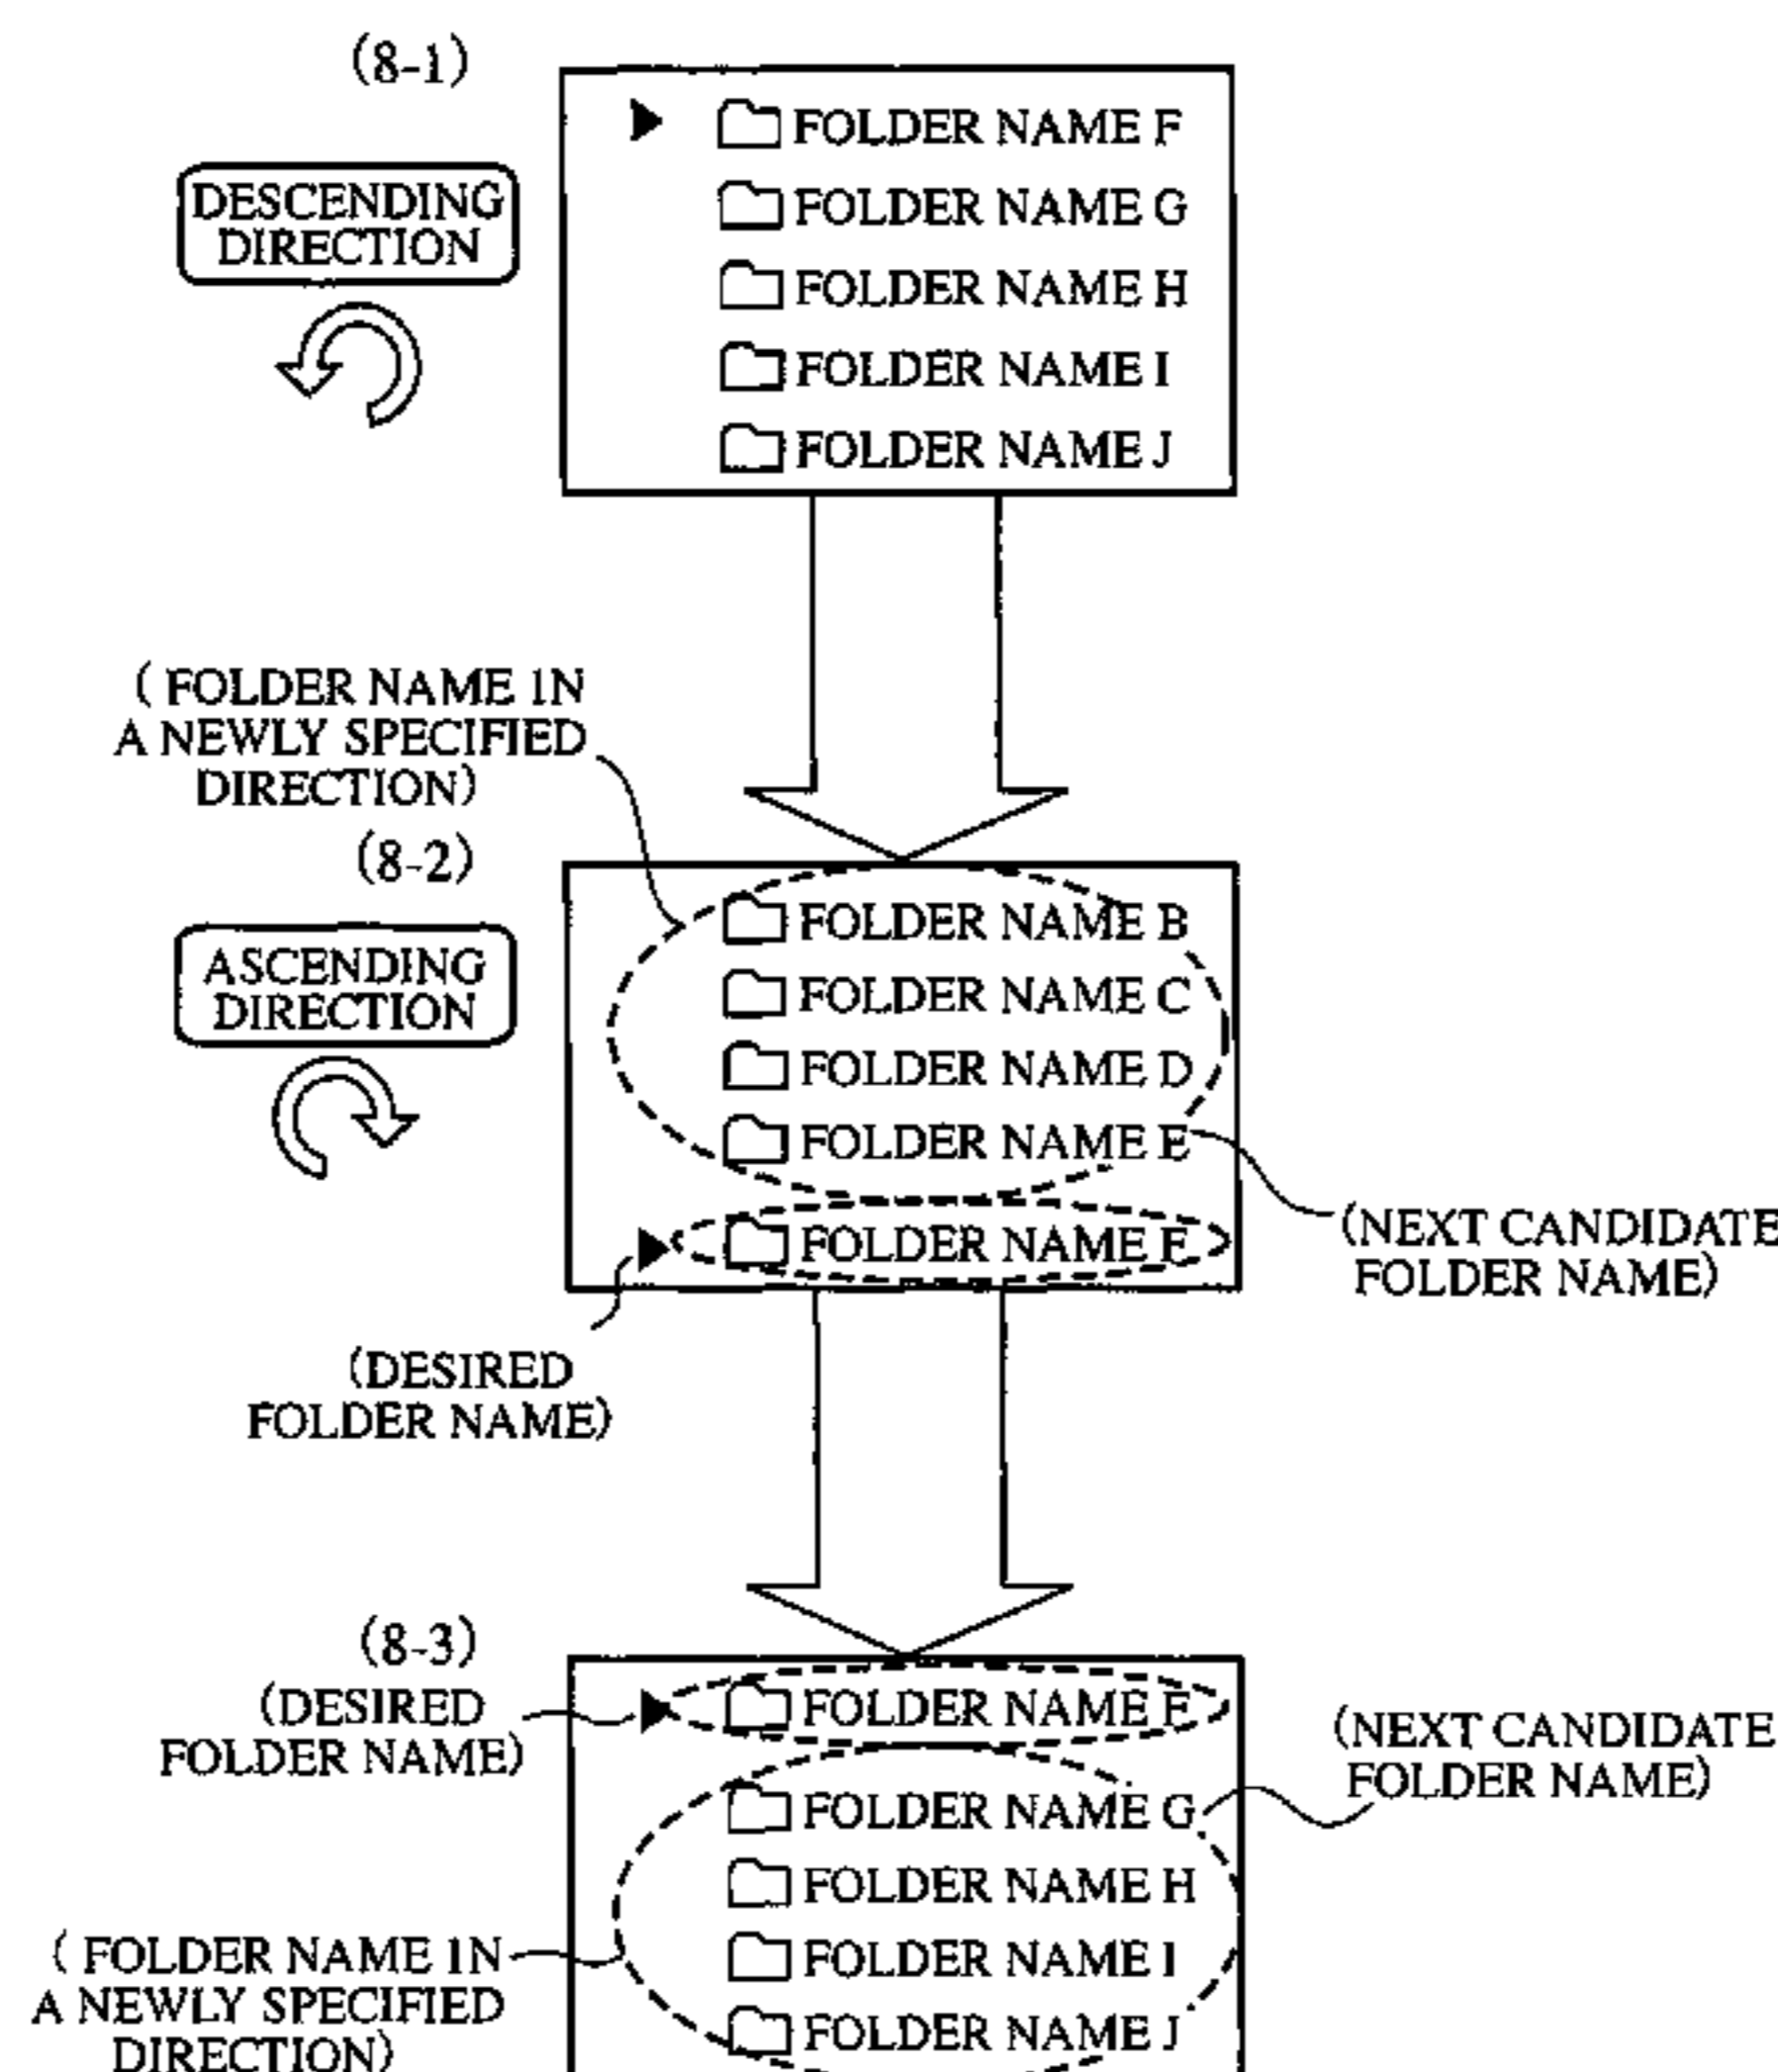 (8-1)
FOLDER NAME F
DESCENDING
DIRECTION
FOLDER NAME G
FOLDER NAME H
FOLDER NAME I
FOLDER NAME J
( FOLDER NAME 1N
A NEWLY SPECIFIED
DIRECTION)
(8-2)
FOLDER NAME B
ASCENDING
DIRECTION
FOLDER NAME C
FOLDER NAME D
FOLDER NAME E
FOLDER NAME F
(NEXT CANDIDATE
FOLDER NAME)
(DESIRED
FOLDER NAME)
(8-3)
(DESIRED
FOLDER NAME)
FOLDER NAME F
(NEXT CANDIDATE
FOLDER NAME)
FOLDER NAME G
FOLDER NAME H
FOLDER NAME I
FOLDER NAME J
( FOLDER NAME 1N
A NEWLY SPECIFIED
DIRECTION)